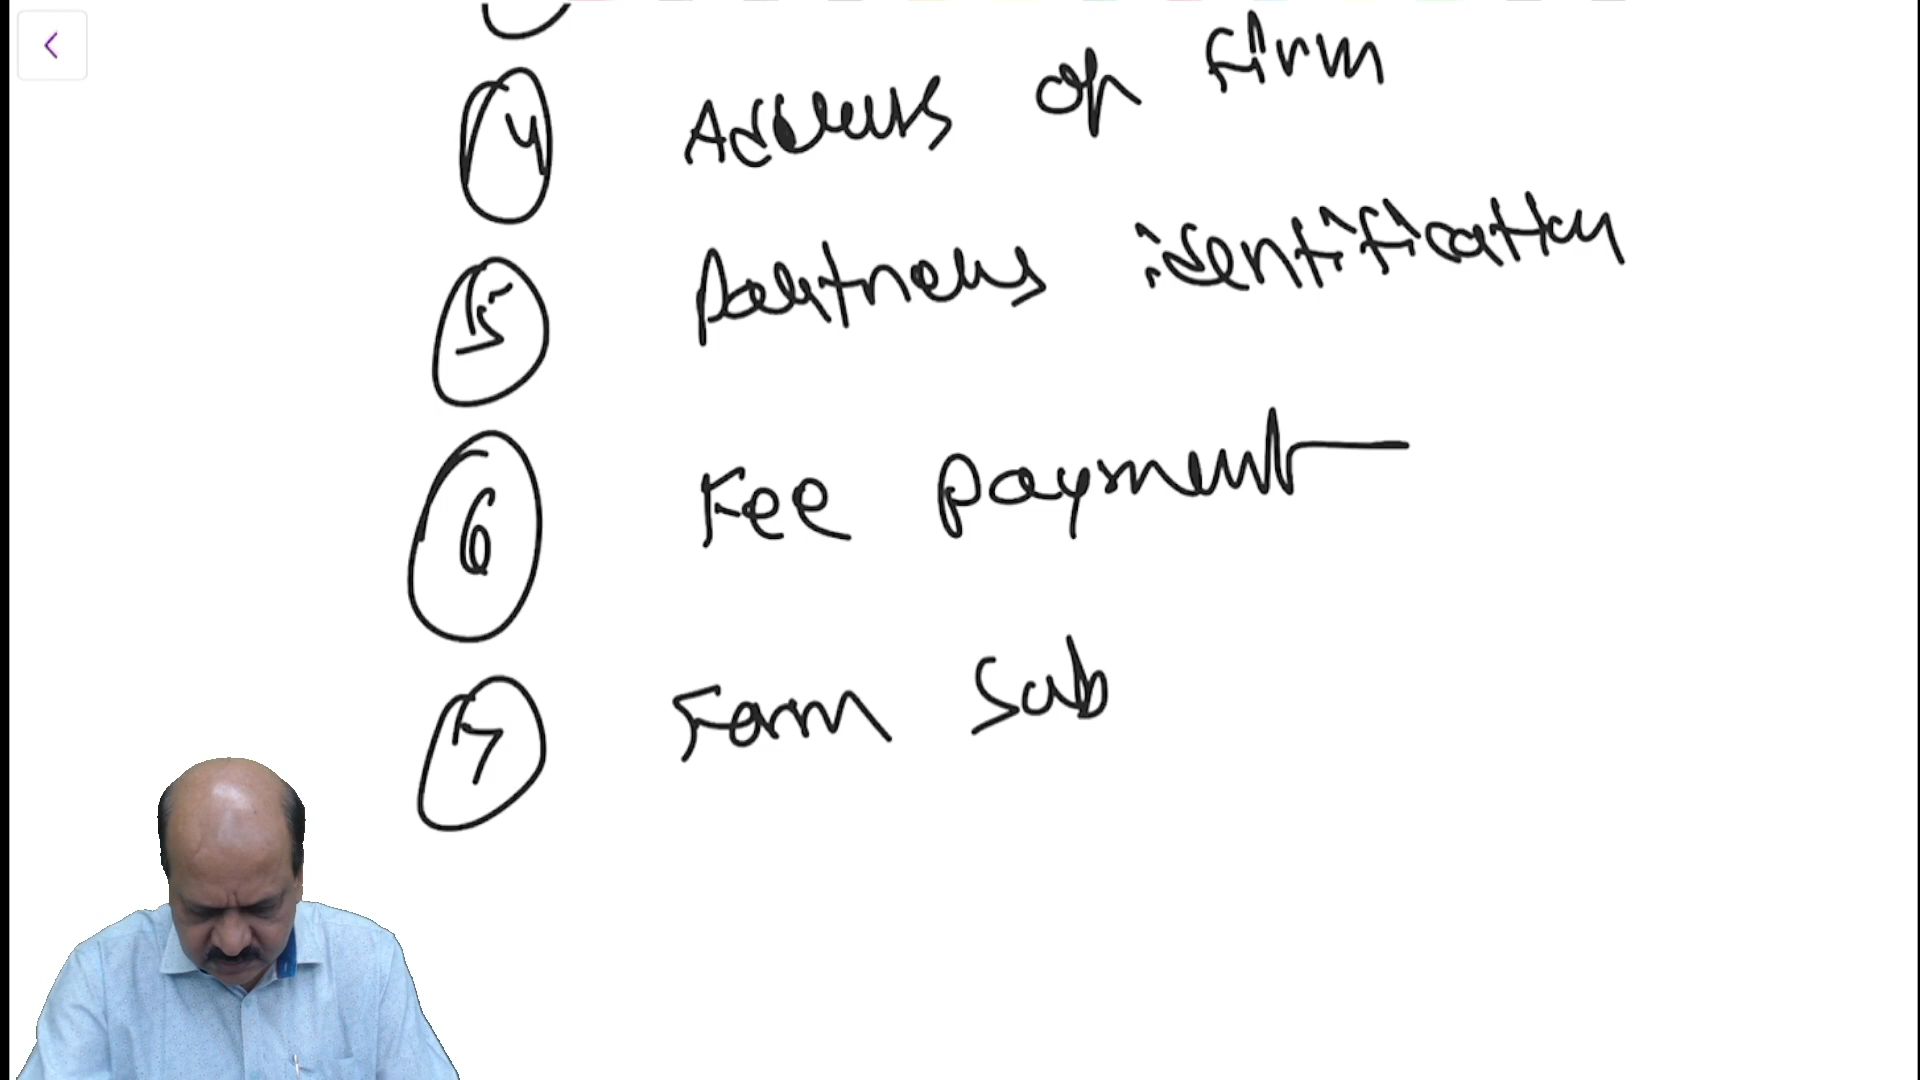 4 Address of Firm
5 Partners identification
6 Fee payment
7 Form Sub